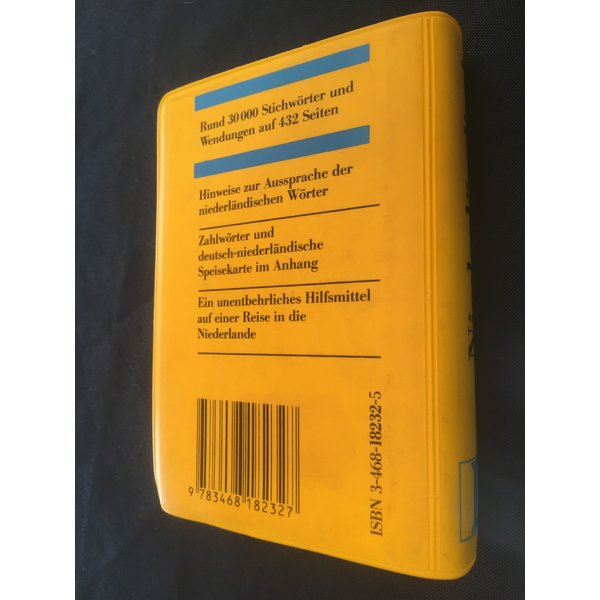 Rund 30 000 Stichwörter und
Wendungen auf 432 Seiten
Hinweise zur Aussprache der
niederländischen Wörter
Zahlwörter und
deutsch-niederländische
Speisekarte im Anhang
Ein unentbehrliches Hilfsmittel
auf einer Reise in die
Niederlande
9 783468 182327
ISBN 3-468-18232-5